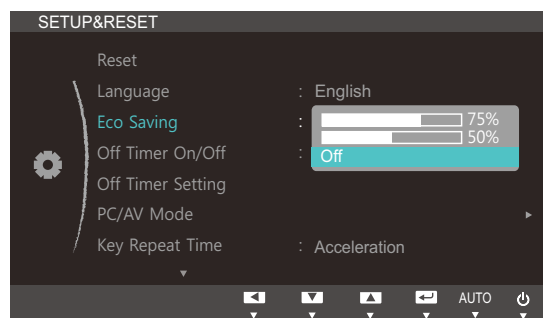 SETUP&RESET
Reset
Language : English
Eco Saving : 75%
50%
Off Timer On/Off : Off
Off Timer Setting
PC/AV Mode
Key Repeat Time : Acceleration
AUTO